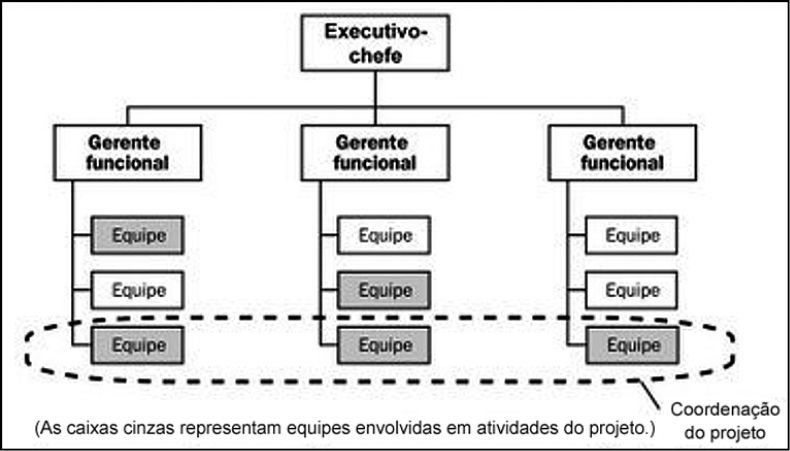 Executivo-
chefe
Gerente
funcional
Gerente
funcional
Gerente
funcional
Equipe
Equipe
Equipe
Equipe
Equipe
Equipe
Equipe
Equipe
Equipe
(As caixas cinzas representam equipes envolvidas em atividades do projeto.)
Coordenação
do projeto